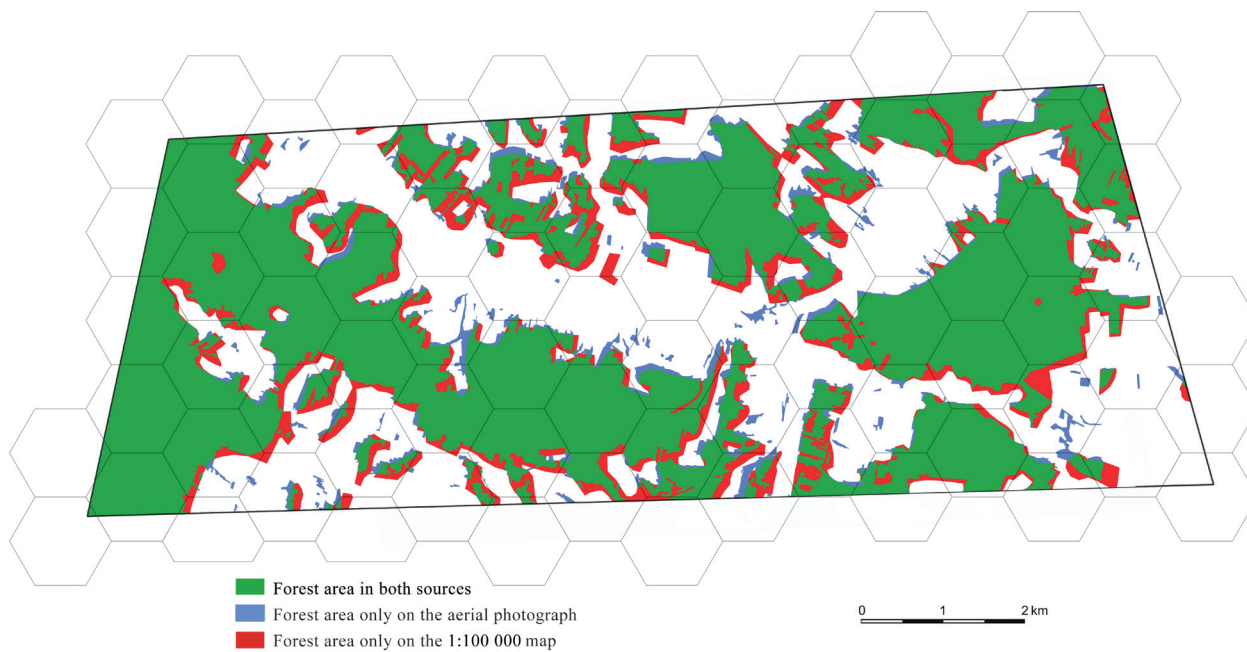 Forest area in both sources
Forest area only on the aerial photograph
Forest area only on the 1:100 000 map
0 1 2 km